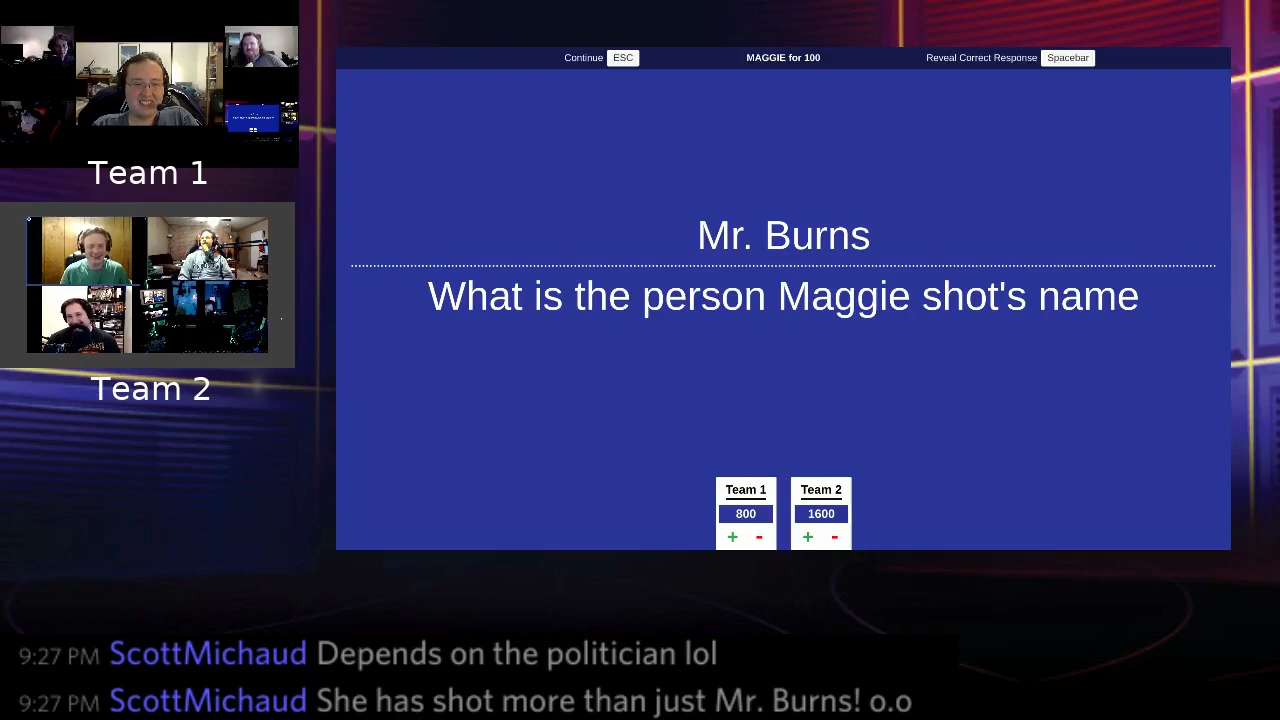 Continue ESC MAGGIE for 100 Reveal Correct Response Spacebar
Mr. Burns
What is the person Maggie shot's name
Team 1 Team 2
800 1600
+ - + -
Team 1
Team 2
9:27 PM ScottMichaud Depends on the politician lol
9:27 PM ScottMichaud She has shot more than just Mr. Burns! o.o